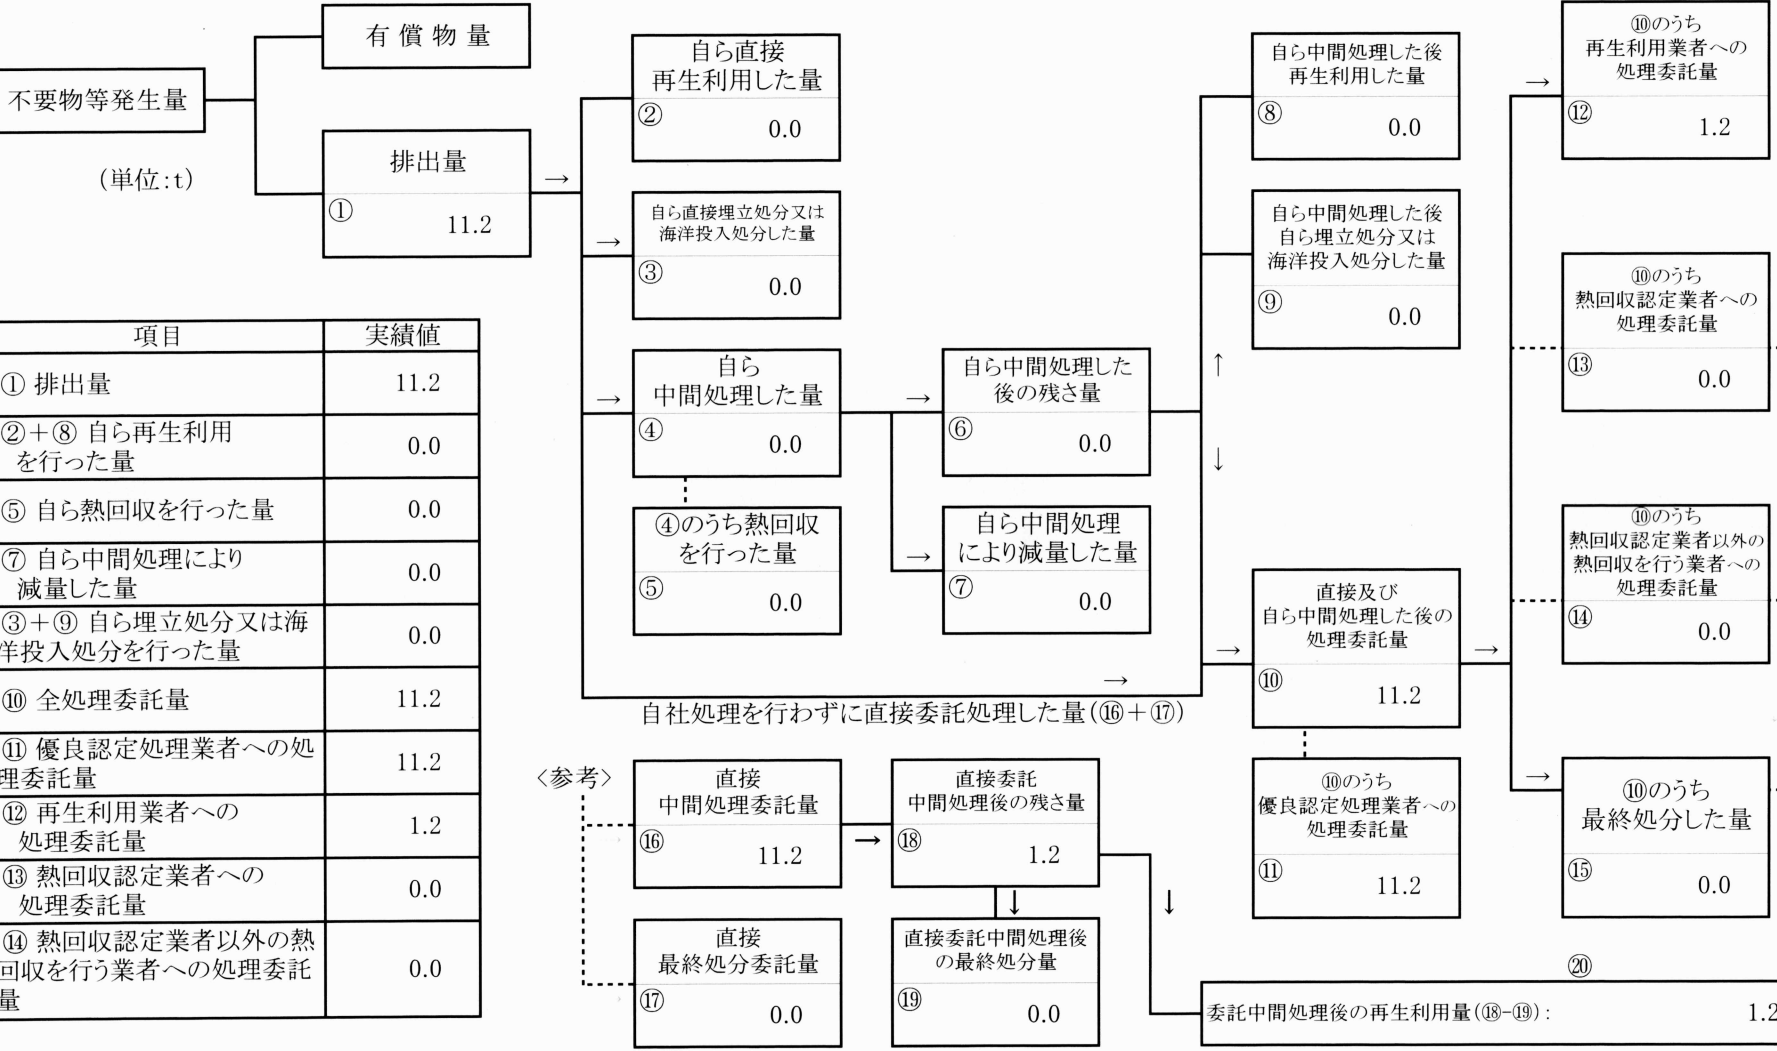 不要物等発生量
(単位:t)
有償物量
排出量
① 11.2
→
自ら直接
再生利用した量
② 0.0
→
自ら直接埋立処分又は
海洋投入処分した量
③ 0.0
→
自ら
中間処理した量
④ 0.0
④のうち熱回収
を行った量
⑤ 0.0
→
自ら中間処理した
後の残さ量
⑥ 0.0
→
自ら中間処理
により減量した量
⑦ 0.0
↑
↓
自ら中間処理した後
再生利用した量
⑧ 0.0
自ら中間処理した後
自ら埋立処分又は
海洋投入処分した量
⑨ 0.0
→
自社処理を行わずに直接委託処理した量(⑯+⑰)
→
直接及び
自ら中間処理した後の
処理委託量
⑩ 11.2
⑩のうち
優良認定処理業者への
処理委託量
⑪ 11.2
→
→
⑩のうち
再生利用業者への
処理委託量
⑫ 1.2
⑩のうち
熱回収認定業者への
処理委託量
⑬ 0.0
⑩のうち
熱回収認定業者以外の
熱回収を行う業者への
処理委託量
⑭ 0.0
→
⑩のうち
最終処分した量
⑮ 0.0
項目 実績値
① 排出量 11.2
②+⑧ 自ら再生利用
を行った量 0.0
⑤ 自ら熱回収を行った量 0.0
⑦ 自ら中間処理により
減量した量 0.0
③+⑨ 自ら埋立処分又は海
洋投入処分を行った量 0.0
⑩ 全処理委託量 11.2
⑪ 優良認定処理業者への処
理委託量 11.2
⑫ 再生利用業者への
処理委託量 1.2
⑬ 熱回収認定業者への
処理委託量 0.0
⑭ 熱回収認定業者以外の熱
回収を行う業者への処理委託
量 0.0
〈参考〉
直接
中間処理委託量
⑯ 11.2
→
直接委託
中間処理後の残さ量
⑱ 1.2
直接
最終処分委託量
⑰ 0.0
↓
直接委託中間処理後
の最終処分量
⑲ 0.0
↓
⑳
委託中間処理後の再生利用量(⑱-⑲): 1.2